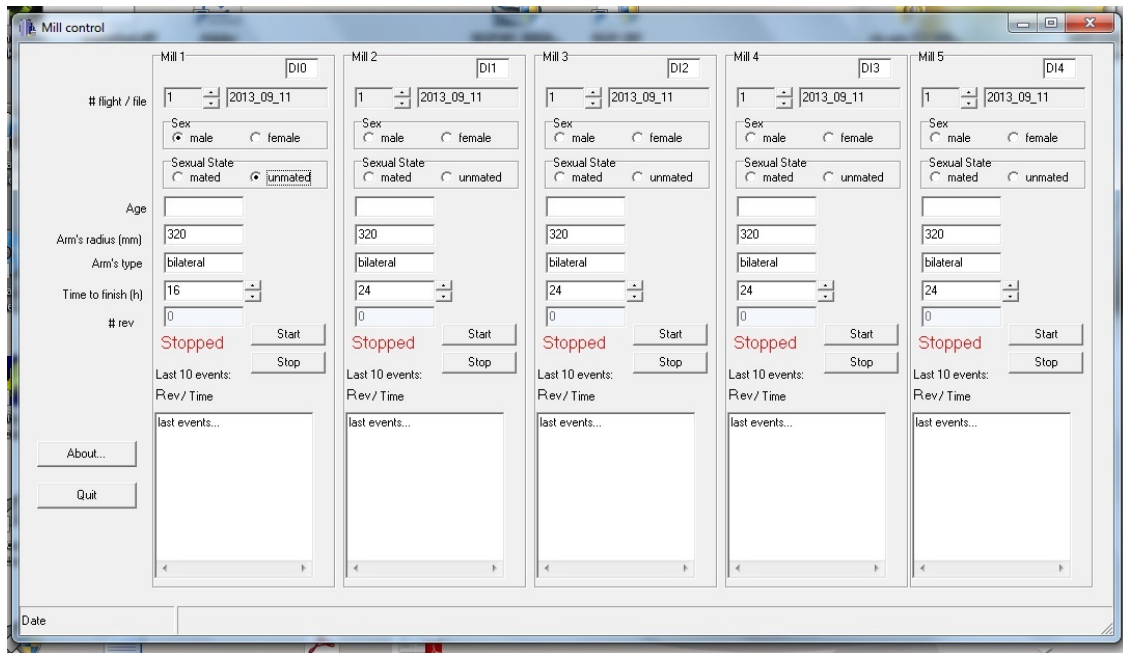 Mill control
Mill 1 Mill 2 Mill 3 Mill 4 Mill 5
DI0 DI1 DI2 DI3 DI4
# flight / file 1 2013_09_11 1 2013_09_11 1 2013_09_11 1 2013_09_11 1 2013_09_11
Sex Sex Sex Sex Sex
male female male female male female male female male female
Sexual State Sexual State Sexual State Sexual State Sexual State
mated unmated mated unmated mated unmated mated unmated mated unmated
Age
Arm's radius (mm) 320 320 320 320 320
Arm's type bilateral bilateral bilateral bilateral bilateral
Time to finish (h) 16 24 24 24 24
# rev 0 0 0 0 0
Stopped Start Stopped Start Stopped Start Stopped Start Stopped Start
Stop Stop Stop Stop Stop
Last 10 events: Last 10 events: Last 10 events: Last 10 events: Last 10 events:
Rev/ Time Rev/ Time Rev/ Time Rev/ Time Rev/ Time
last events... last events... last events... last events... last events...
About...
Quit
Date